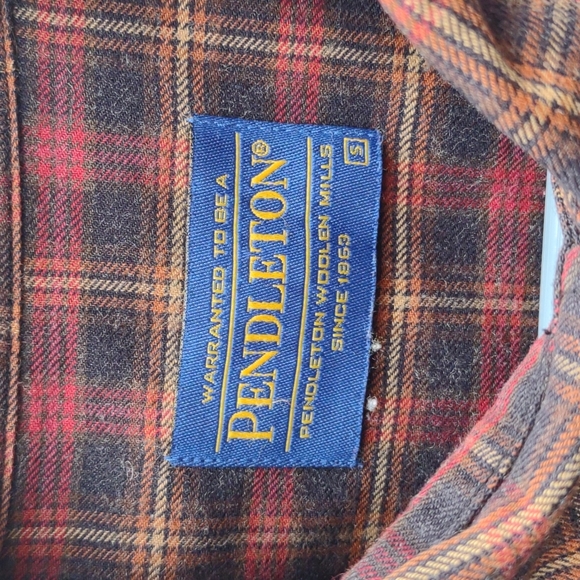 WARRANTED TO BE A
PENDLETON®
PENDLETON WOOLEN MILLS
SINCE 1863
S